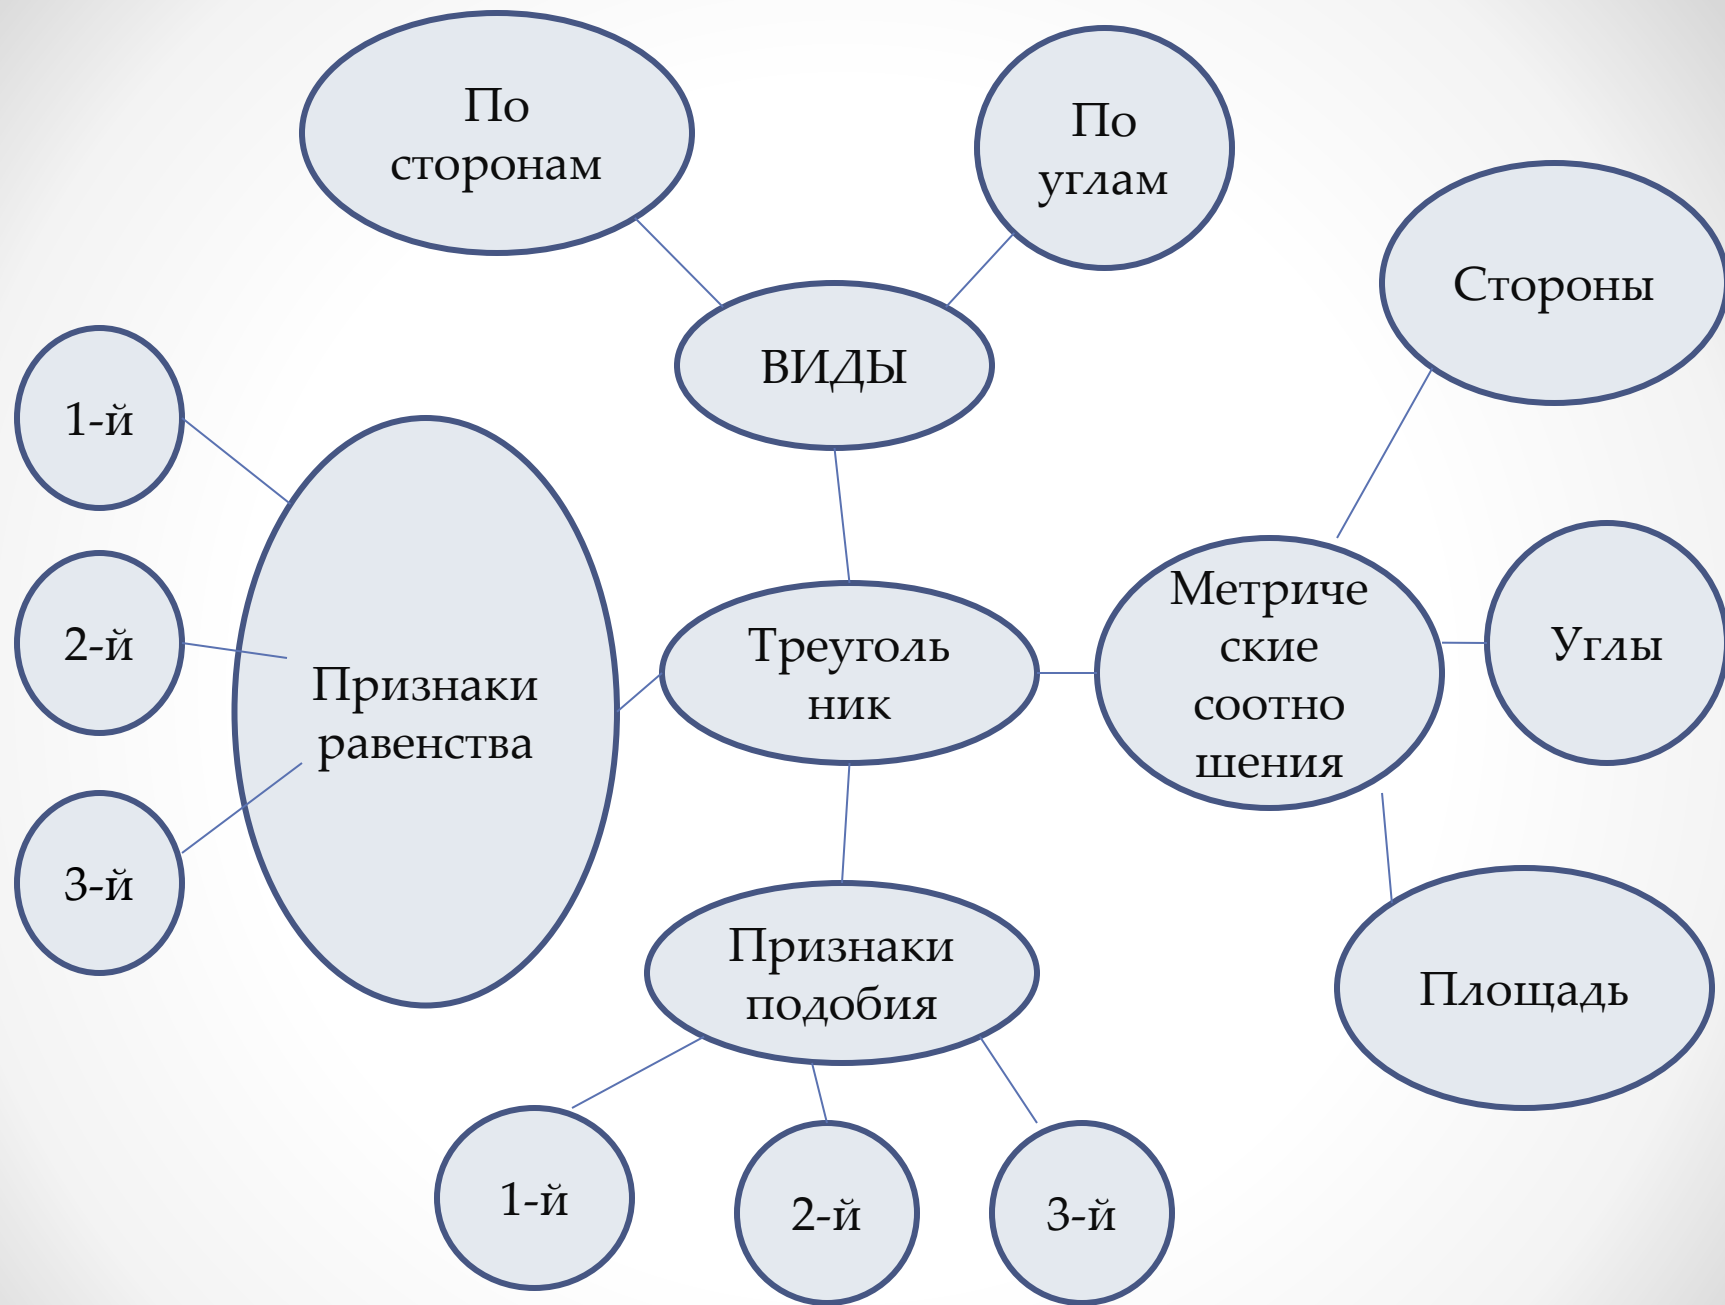 По
сторонам
По
углам
Стороны
ВИДЫ
1-й
2-й
3-й
Признаки
равенства
Треуголь
ник
Метриче
ские
соотно
шения
Углы
Площадь
Признаки
подобия
1-й
2-й
3-й